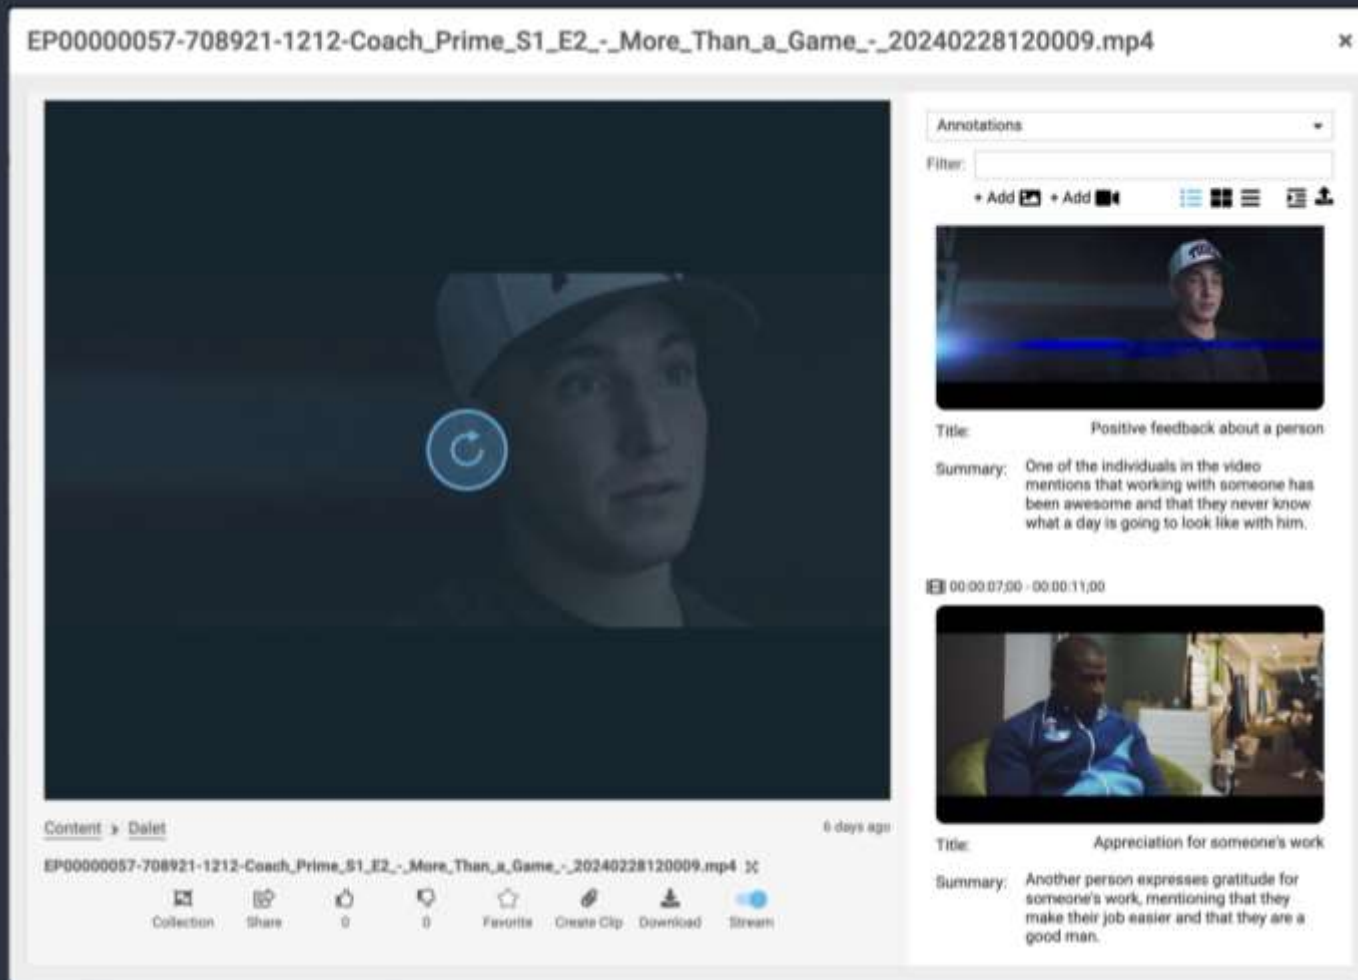 EP00000057-708921-1212-Coach_Prime_S1_E2_-_More_Than_a_Game_-_20240228120009.mp4
Annotations
Filter:
+ Add + Add
Title: Positive feedback about a person
Summary: One of the individuals in the video
mentions that working with someone has
been awesome and that they never know
what a day is going to look like with him.
00:00:07;00 - 00:00:11;00
Title: Appreciation for someone's work
Summary: Another person expresses gratitude for
someone's work, mentioning that they
make their job easier and that they are a
good man.
Content > Dalet
6 days ago
EP00000057-708921-1212-Coach_Prime_S1_E2_-_More_Than_a_Game_-_20240228120009.mp4
Collection Share 0 0 Favorite Create Clip Download Stream